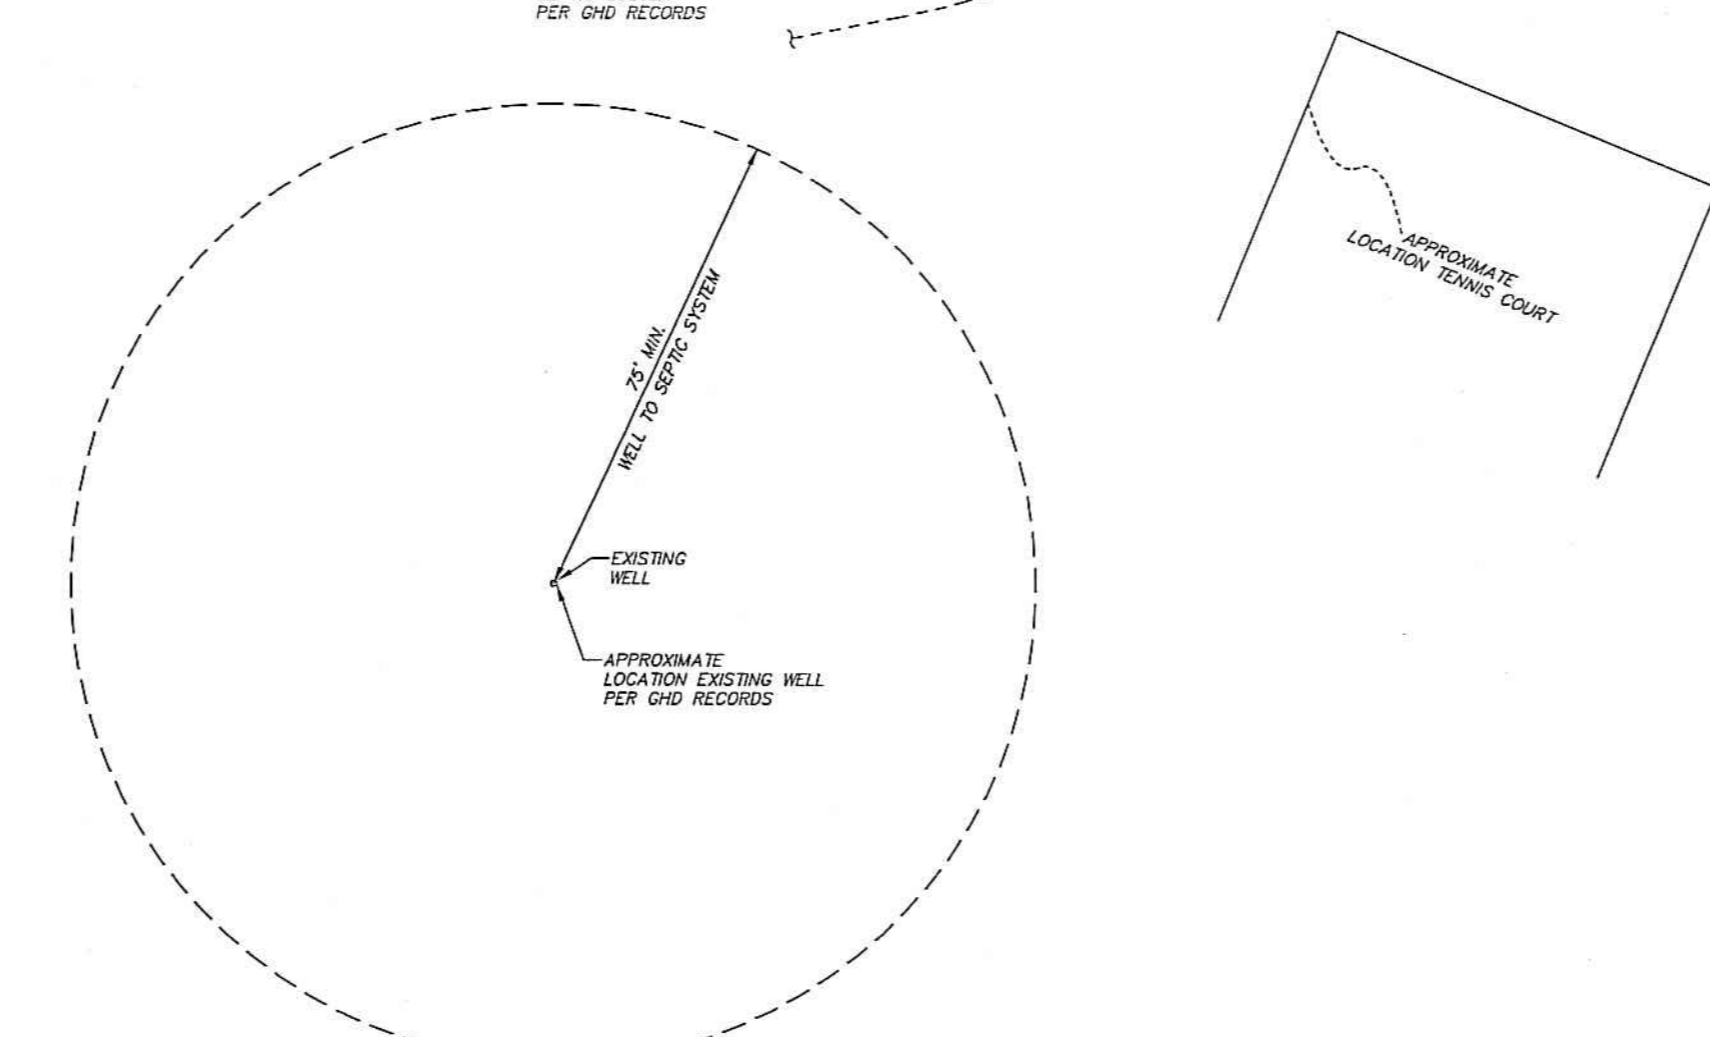 PER GHD RECORDS
APPROXIMATE
LOCATION TENNIS COURT
75' MIN.
WELL TO SEPTIC SYSTEM
EXISTING
WELL
APPROXIMATE
LOCATION EXISTING WELL
PER GHD RECORDS